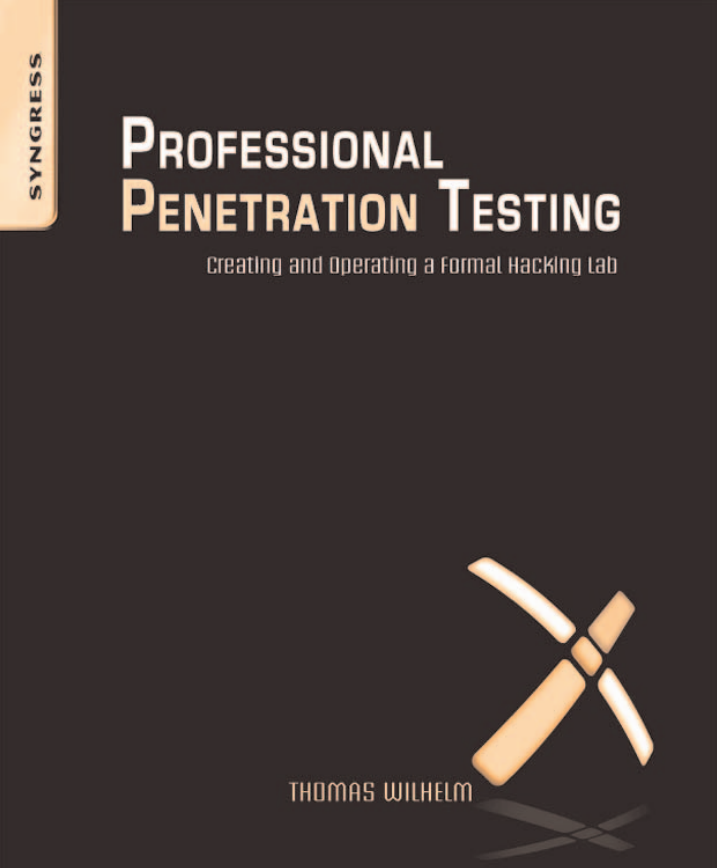 SYNGRESS
PROFESSIONAL
PENETRATION TESTING
Creating and Operating a Formal Hacking Lab
THOMAS WILHELM